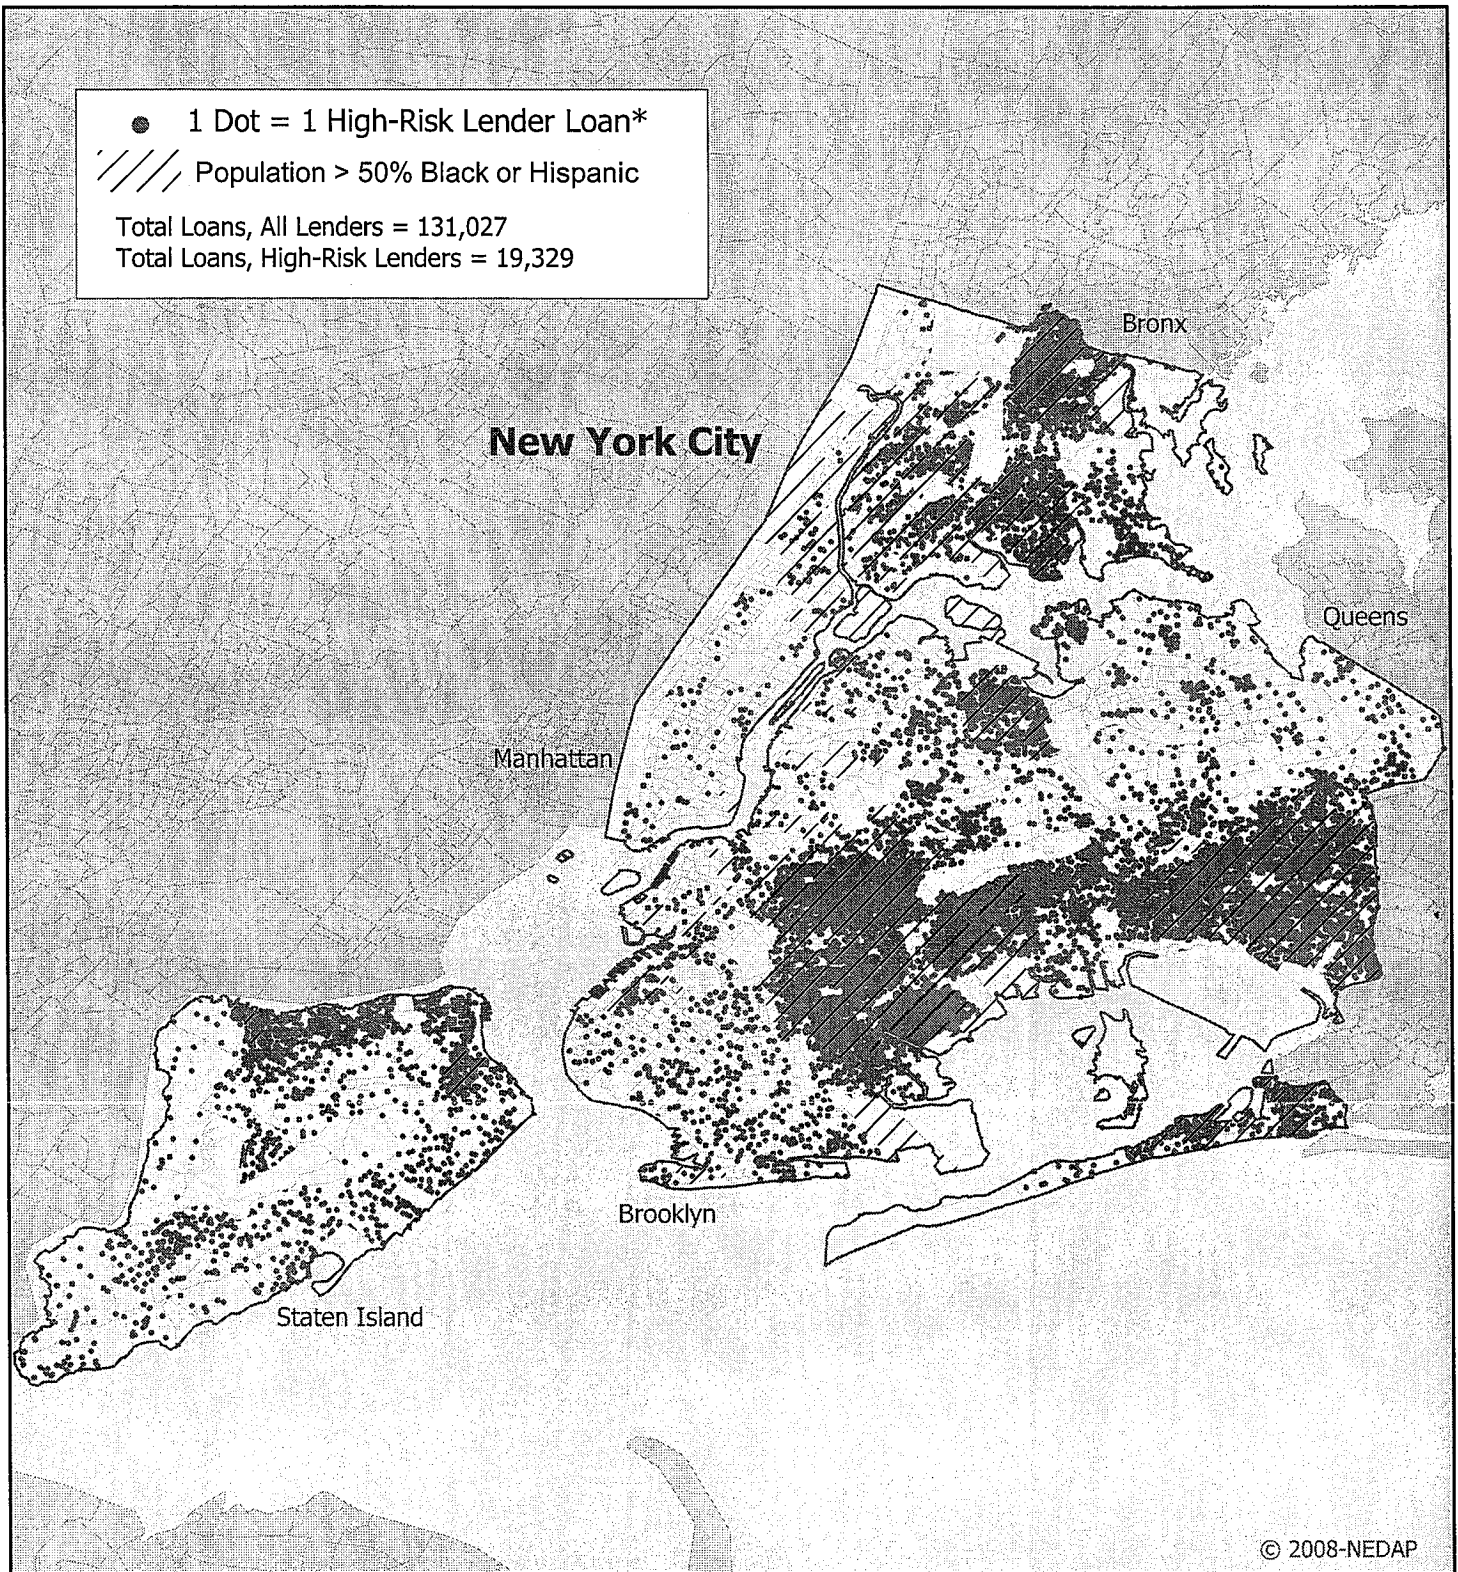 1 Dot = 1 High-Risk Lender Loan*
Population > 50% Black or Hispanic
Total Loans, All Lenders = 131,027
Total Loans, High-Risk Lenders = 19,329
Bronx
New York City
Queens
Manhattan
Brooklyn
Staten Island
© 2008-NEDAP